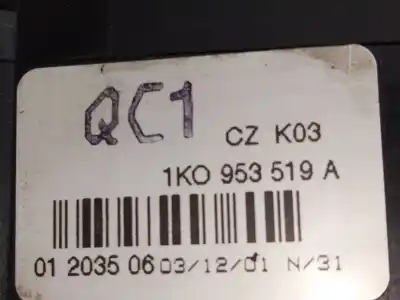 QC1
CZ K03
1KO 953 519 A
01 2035 06 03/12/01 N/31